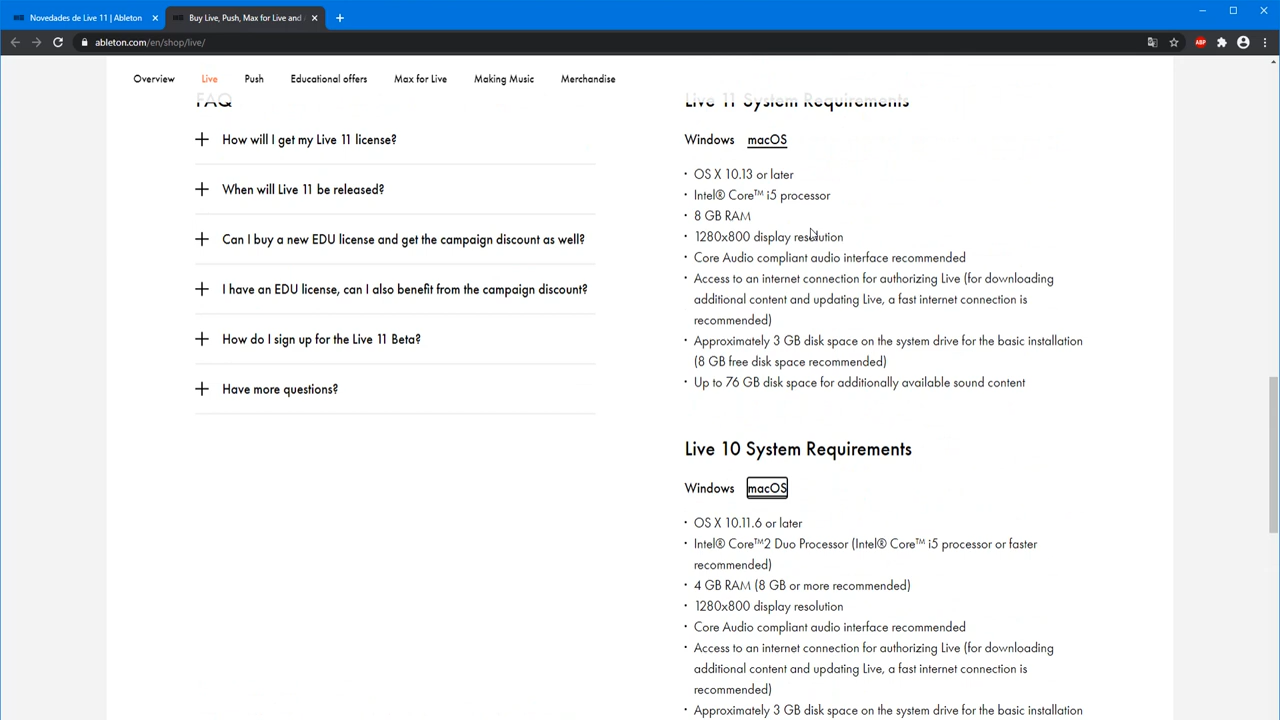 Novedades de Live 11 | Ableton
Buy Live, Push, Max for Live and
ableton.com/en/shop/live/
ABP
Overview
Live
Push
Educational offers
Max for Live
Making Music
Merchandise
FAQ
How will I get my Live 11 license?
When will Live 11 be released?
Can I buy a new EDU license and get the campaign discount as well?
I have an EDU license, can I also benefit from the campaign discount?
How do I sign up for the Live 11 Beta?
Have more questions?
Live 11 System Requirements
Windows macOS
· OS X 10.13 or later
· Intel® Core™ i5 processor
· 8 GB RAM
· 1280x800 display resolution
· Core Audio compliant audio interface recommended
· Access to an internet connection for authorizing Live (for downloading
additional content and updating Live, a fast internet connection is
recommended)
· Approximately 3 GB disk space on the system drive for the basic installation
(8 GB free disk space recommended)
· Up to 76 GB disk space for additionally available sound content
Live 10 System Requirements
Windows macOS
· OS X 10.11.6 or later
· Intel® Core™2 Duo Processor (Intel® Core™ i5 processor or faster
recommended)
· 4 GB RAM (8 GB or more recommended)
· 1280x800 display resolution
· Core Audio compliant audio interface recommended
· Access to an internet connection for authorizing Live (for downloading
additional content and updating Live, a fast internet connection is
recommended)
· Approximately 3 GB disk space on the system drive for the basic installation